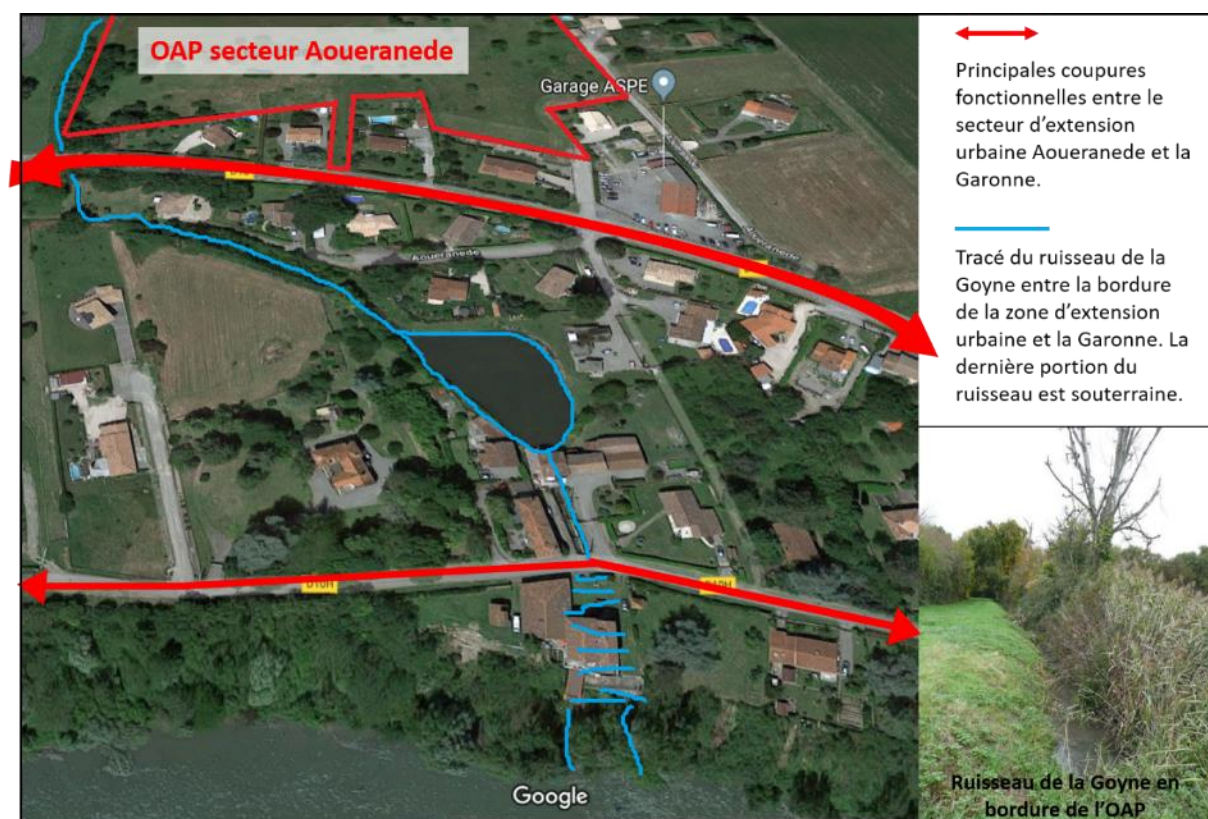 OAP secteur Aoueranede
Garage ASPE
Aoueranede
Aoueranede
Google
Principales coupures
fonctionnelles entre le
secteur d’extension
urbaine Aoueranede et la
Garonne.
Tracé du ruisseau de la
Goyne entre la bordure
de la zone d’extension
urbaine et la Garonne. La
dernière portion du
ruisseau est souterraine.
Ruisseau de la Goyne en
bordure de l’OAP